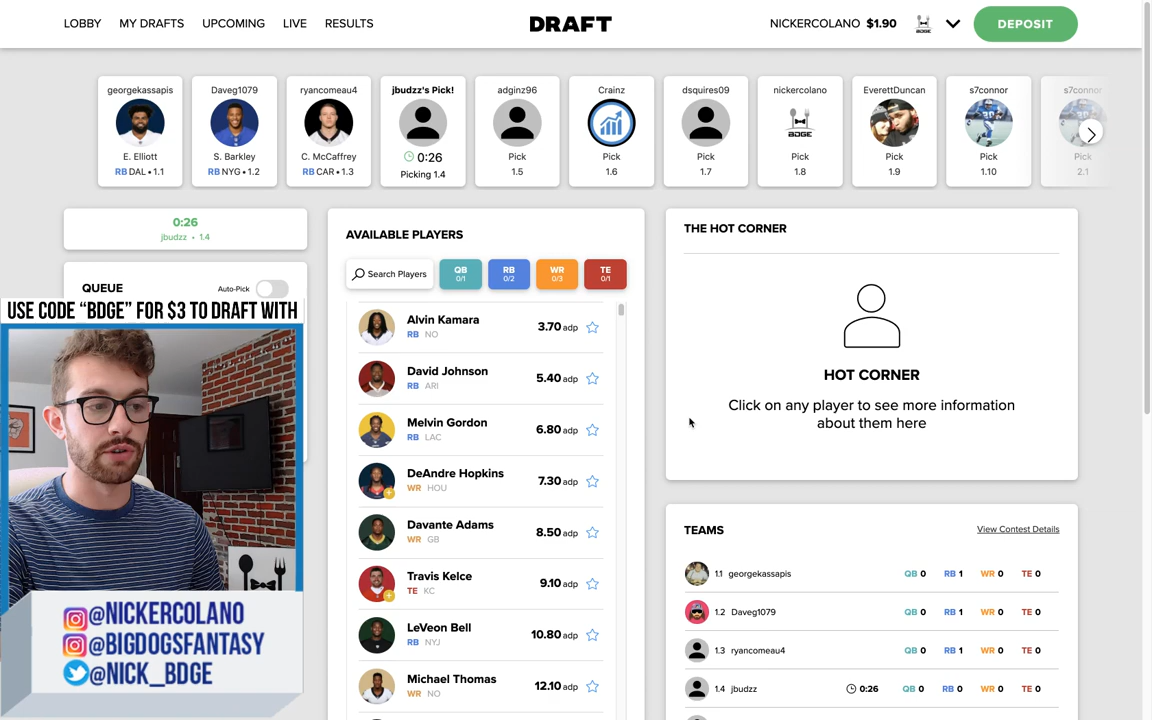 LOBBY MY DRAFTS UPCOMING LIVE RESULTS DRAFT NICKERCOLANO $1.90 BDGE DEPOSIT
georgekassapis Daveg1079 ryancomeau4 jbudzz's Pick! adginz96 Crainz dsquires09 nickercolano EverettDuncan s7connor s7connor
BDGE
E. Elliott S. Barkley C. McCaffrey 0:26 Pick Pick Pick Pick Pick Pick Pick
RB DAL • 1.1 RB NYG • 1.2 RB CAR • 1.3 Picking 1.4 1.5 1.6 1.7 1.8 1.9 1.10 2.1
0:26
jbudzz • 1.4
QUEUE Auto-Pick
USE CODE “BDGE” FOR $3 TO DRAFT WITH
@NICKERCOLANO
@BIGDOGSFANTASY
@NICK_BDGE
AVAILABLE PLAYERS
Search Players QB 0/1 RB 0/2 WR 0/3 TE 0/1
Alvin Kamara 3.70 adp
RB NO
David Johnson 5.40 adp
RB ARI
Melvin Gordon 6.80 adp
RB LAC
DeAndre Hopkins 7.30 adp
WR HOU
Davante Adams 8.50 adp
WR GB
Travis Kelce 9.10 adp
TE KC
LeVeon Bell 10.80 adp
RB NYJ
Michael Thomas 12.10 adp
WR NO
THE HOT CORNER
HOT CORNER
Click on any player to see more information
about them here
TEAMS View Contest Details
1.1 georgekassapis QB 0 RB 1 WR 0 TE 0
1.2 Daveg1079 QB 0 RB 1 WR 0 TE 0
1.3 ryancomeau4 QB 0 RB 1 WR 0 TE 0
1.4 jbudzz 0:26 QB 0 RB 0 WR 0 TE 0